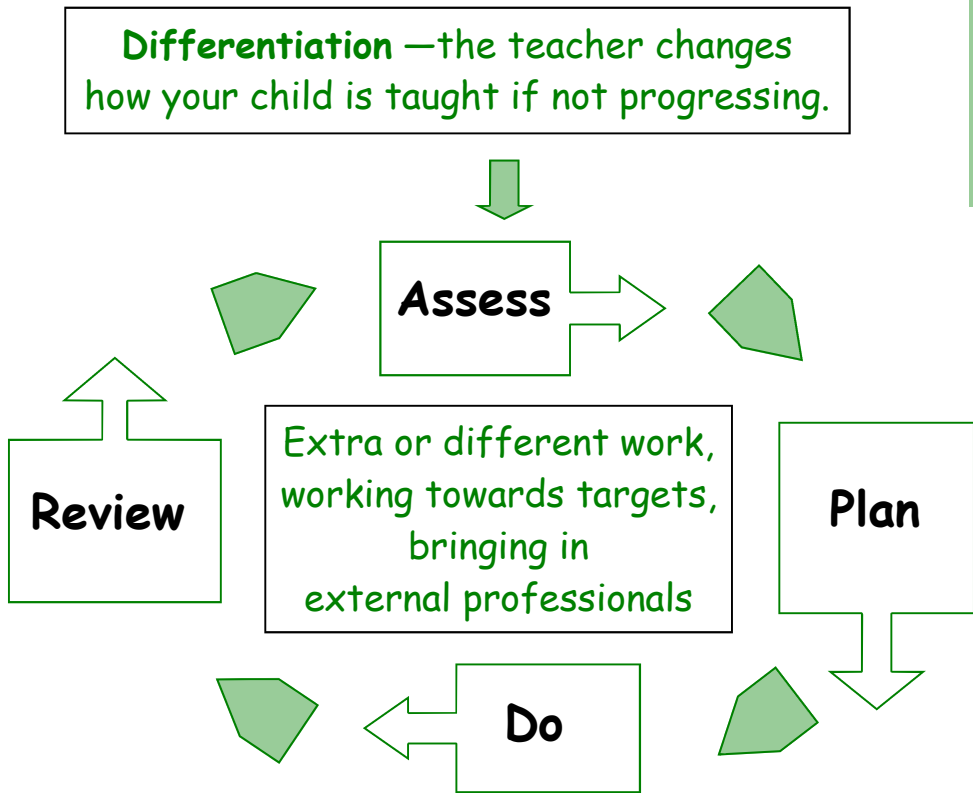 Differentiation —the teacher changes
how your child is taught if not progressing.
Assess
Extra or different work,
working towards targets,
bringing in
external professionals
Review
Plan
Do